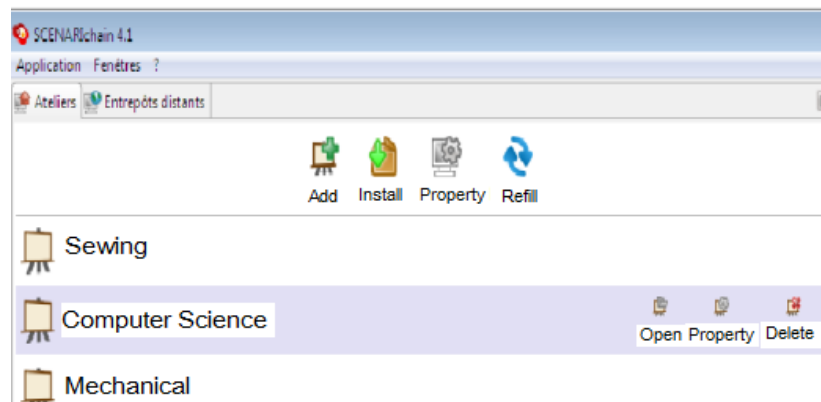 SCENARIchain 4.1
Application Fenêtres ?
Ateliers Entrepôts distants
Add Install Property Refill
Sewing
Computer Science
Open Property Delete
Mechanical